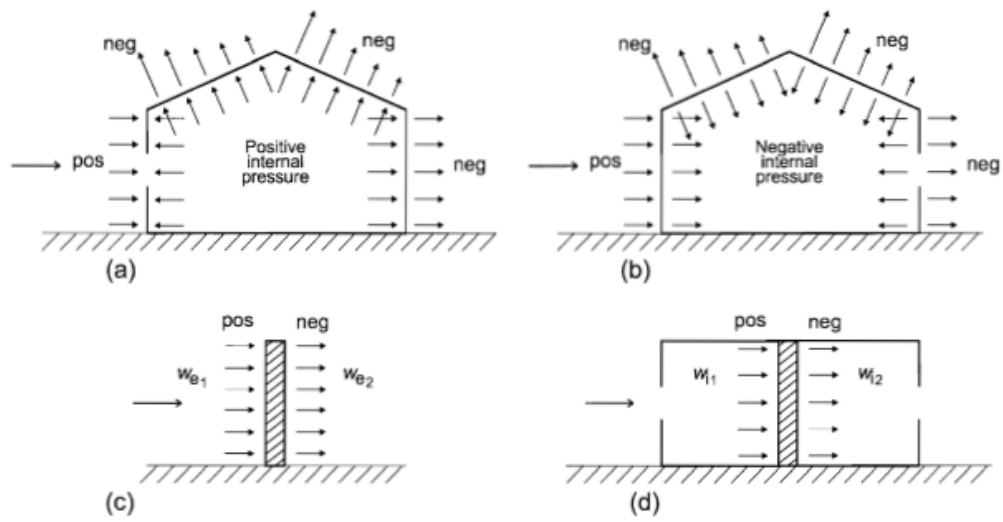 neg
neg
pos
Positive
internal
pressure
neg
(a)
neg
neg
pos
Negative
internal
pressure
neg
(b)
pos neg
we1 we2
(c)
pos neg
wi1 wi2
(d)